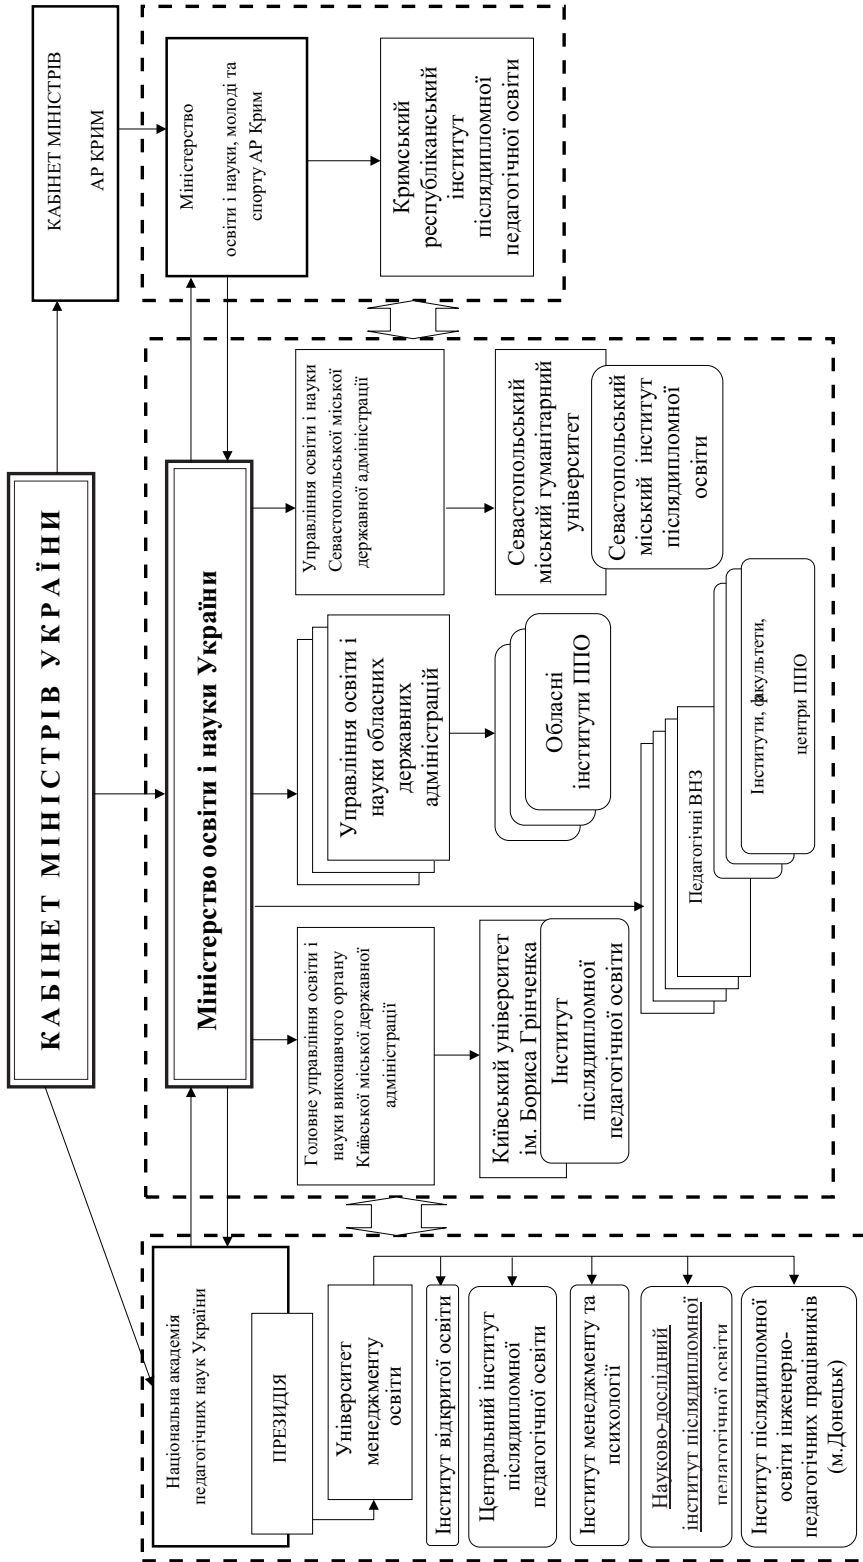 КАБІНЕТ МІНІСТРІВ УКРАЇНИ
КАБІНЕТ МІНІСТРІВ
АР КРИМ
Національна академія
педагогічних наук України
ПРЕЗИДІЯ
Університет
менеджменту
освіти
Інститут відкритої освіти
Центральний інститут
післядипломної
педагогічної освіти
Інститут менеджменту та
психології
Науково-дослідний
інститут післядипломної
педагогічної освіти
Інститут післядипломної
освіти інженерно-
педагогічних працівників
(м.Донецьк)
Міністерство освіти і науки України
Головне управління освіти і
науки виконавчого органу
Київської міської державної
адміністрації
Київський університет
ім. Бориса Грінченка
Інститут
післядипломної
педагогічної освіти
Управління освіти і
науки обласних
державних
адміністрацій
Обласні
інститути ППО
Педагогічні ВНЗ
Інститути, факультети,
центри ППО
Управління освіти і науки
Севастопольської міської
державної адміністрації
Севастопольський
міський гуманітарний
університет
Севастопольський
міський інститут
післядипломної
освіти
Міністерство
освіти і науки, молоді та
спорту АР Крим
Кримський
республіканський
інститут
післядипломної
педагогічної освіти